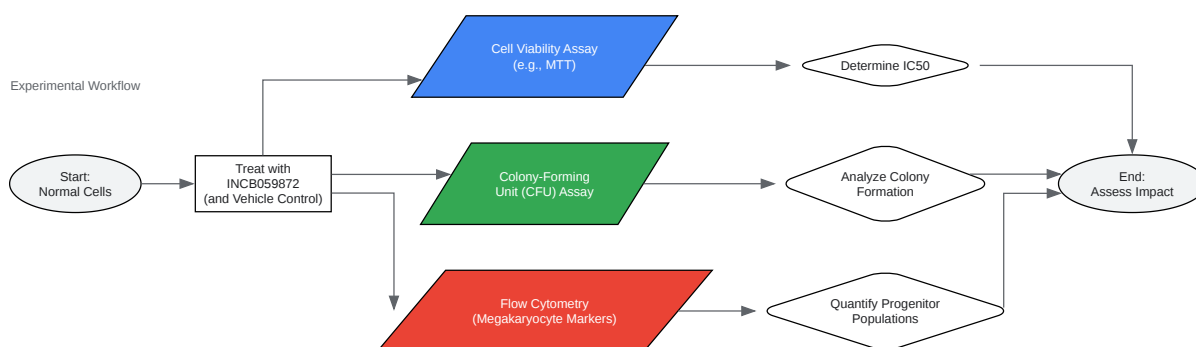 Experimental Workflow
Start:
Normal Cells
Treat with
INCB059872
(and Vehicle Control)
Cell Viability Assay
(e.g., MTT)
Determine IC50
Colony-Forming
Unit (CFU) Assay
Analyze Colony
Formation
Flow Cytometry
(Megakaryocyte Markers)
Quantify Progenitor
Populations
End:
Assess Impact